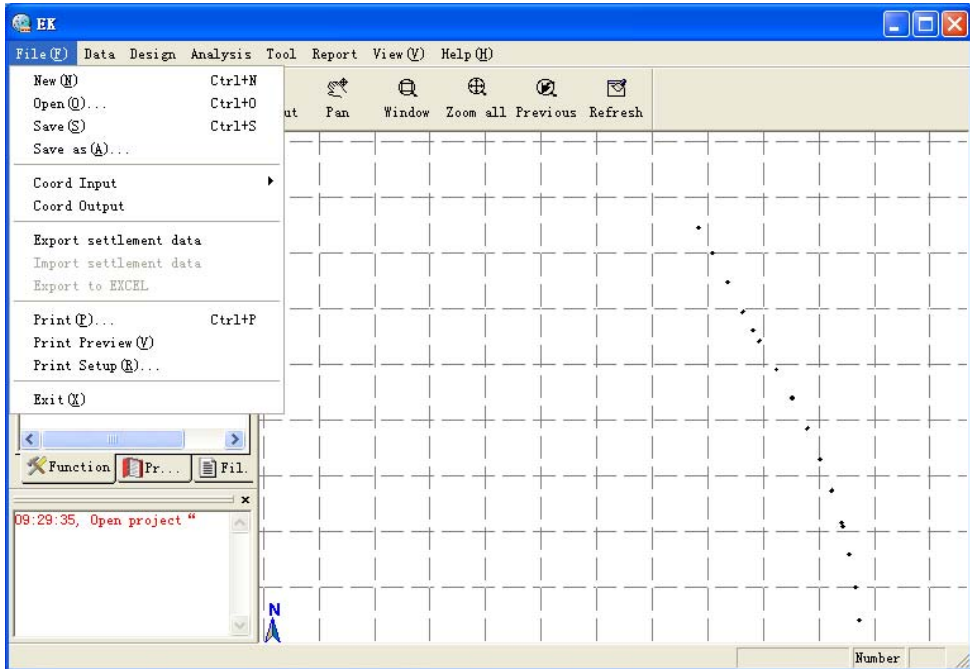 EK
File(F) Data Design Analysis Tool Report View(V) Help(H)
New(N) Ctrl+N
Open(O)... Ctrl+O
Save(S) Ctrl+S
Save as(A)...
Coord Input
Coord Output
Export settlement data
Import settlement data
Export to EXCEL
Print(P)... Ctrl+P
Print Preview(V)
Print Setup(R)...
Exit(X)
Pan Window Zoom all Previous Refresh
Function Pr... Fil.
09:29:35, Open project "
N
Number